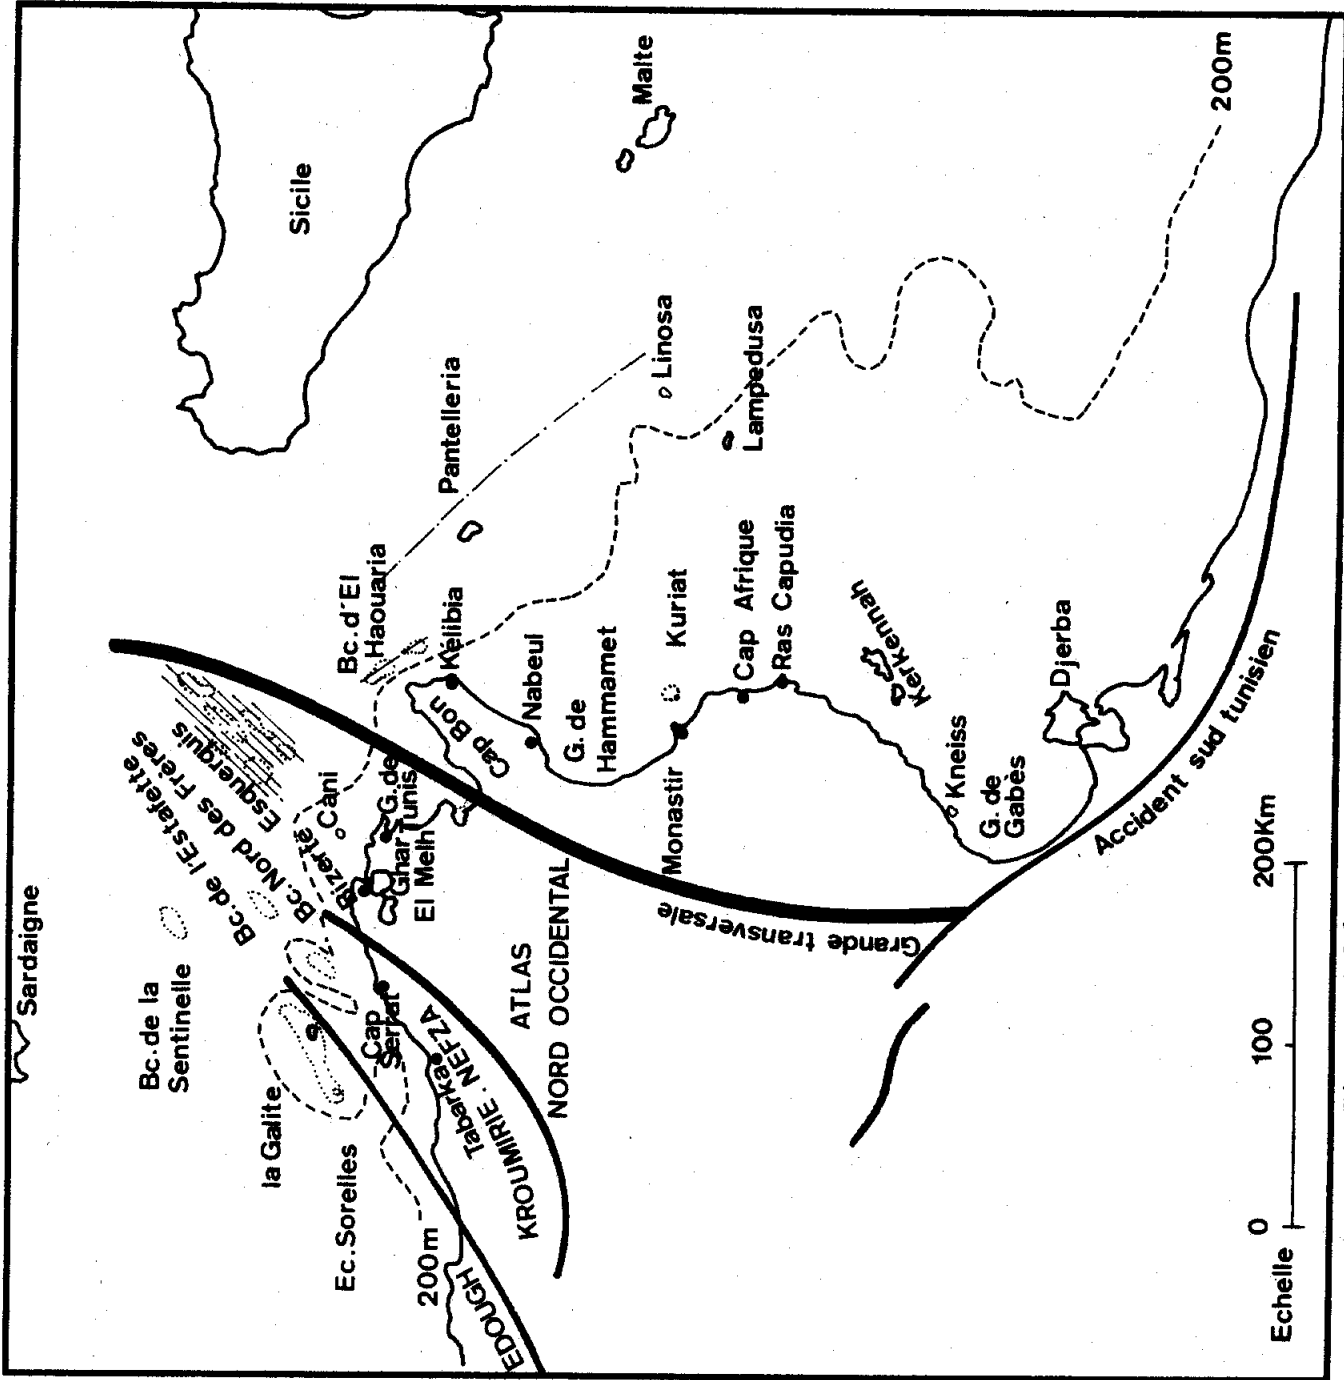 Sardaigne
Sicile
Malte
Bc. de la
Sentinelle
Bc. de l'Estafette
Bc. Nord des Frères
Esquerquis
Bc. d'El
Haouaria
Pantelleria
Linosa
Lampedusa
la Galite
Ec. Sorelles
200m
EDOUGH
KROUMIRIE . NEFZA
Tabarka
Cap
Serrat
Bizerte
Cani
G. de
Tunis
Ghar
El Melh
Cap Bon
Kélibia
Nabeul
G. de
Hammamet
ATLAS
NORD OCCIDENTAL
Monastir
Kuriat
Cap Afrique
Ras Capudia
Grande transversale
Kerkennah
Kneiss
G. de
Gabès
Djerba
Accident sud tunisien
200m
Echelle
0
100
200Km